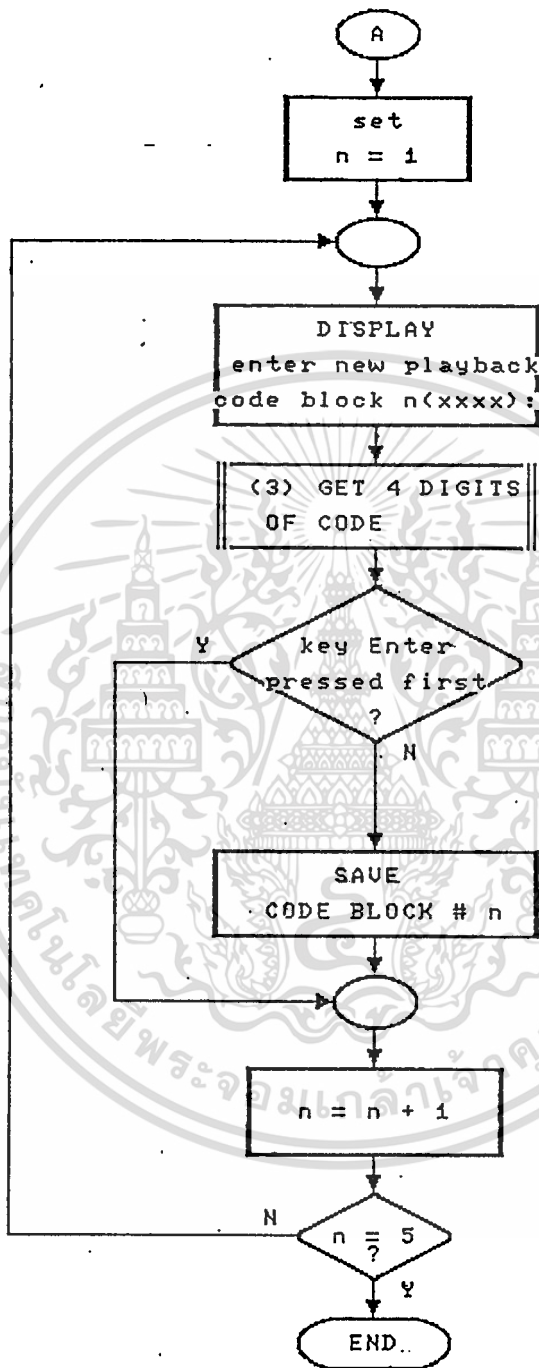 A
set
n = 1
DISPLAY
enter new playback
code block n(xxxx):
(3) GET 4 DIGITS
OF CODE
Y
key Enter
pressed first
?
N
SAVE
CODE BLOCK # n
n = n + 1
N
n = 5
?
Y
END